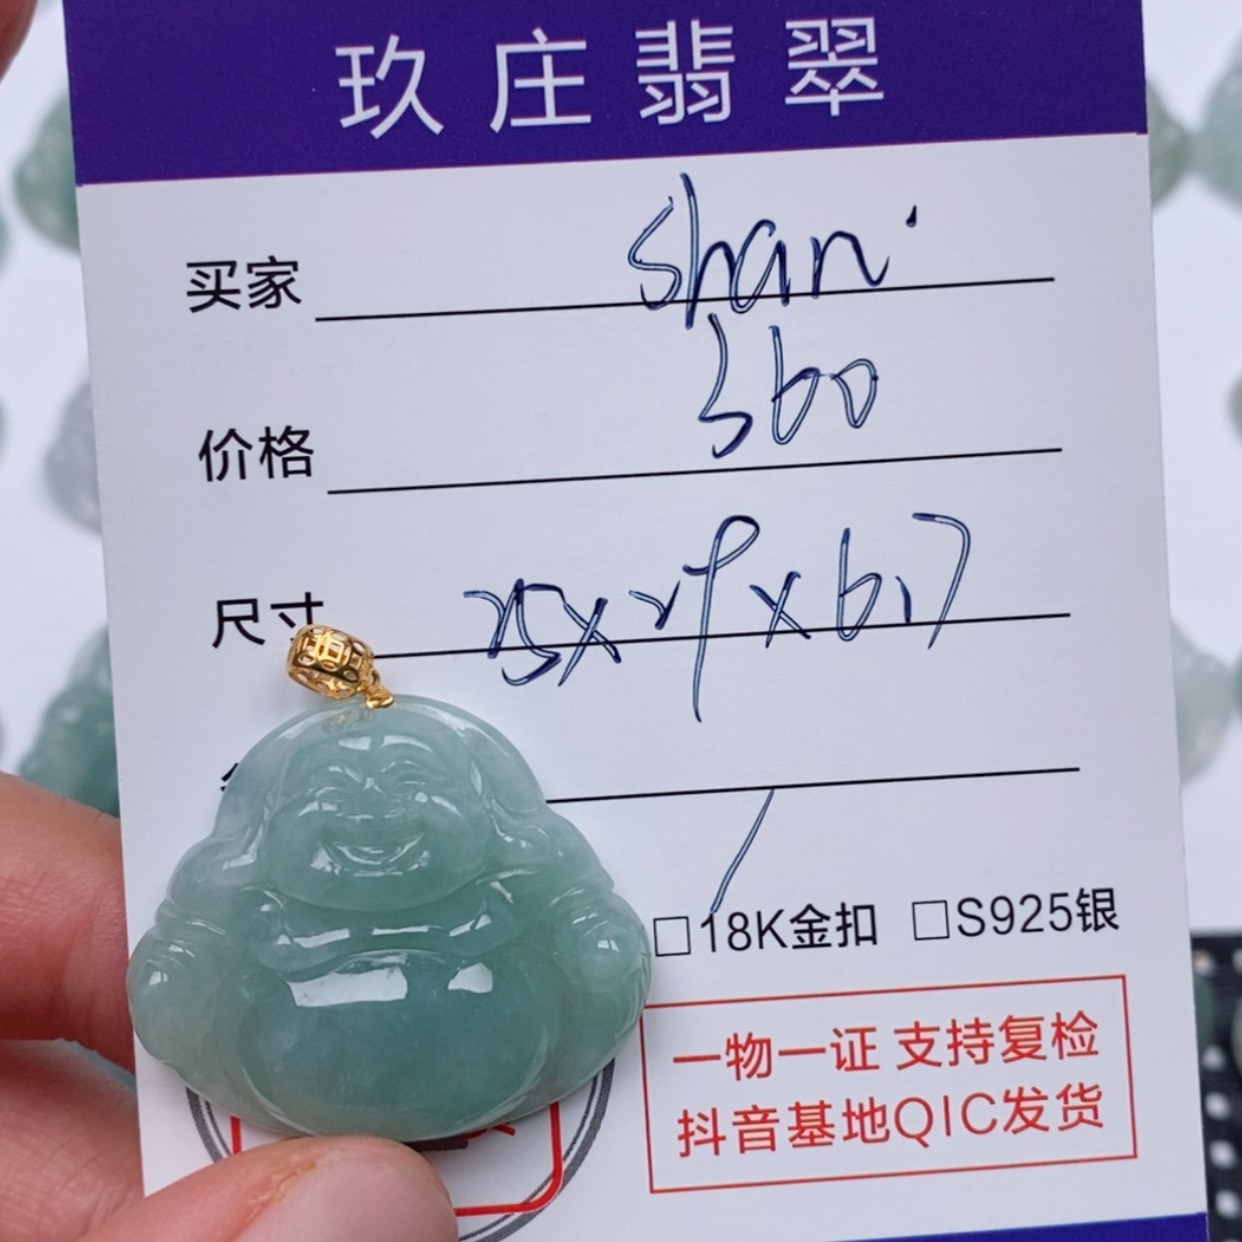 玖庄翡翠
买家 shan.
价格 360
尺寸 25x29x6.7
18K金扣 S925银
一物一证 支持复检
抖音基地QIC发货